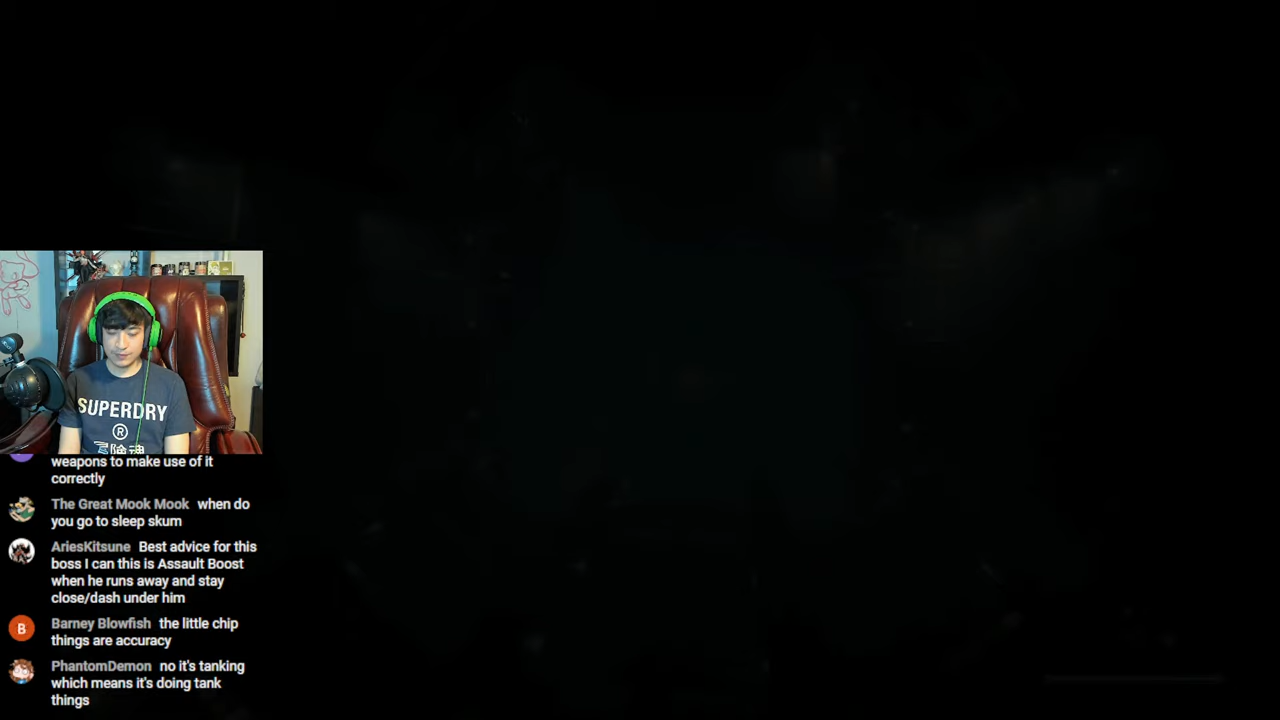 SUPERDRY
®
冒険魂
weapons to make use of it
correctly
The Great Mook Mook when do
you go to sleep skum
AriesKitsune Best advice for this
boss I can this is Assault Boost
when he runs away and stay
close/dash under him
B
Barney Blowfish the little chip
things are accuracy
PhantomDemon no it's tanking
which means it's doing tank
things